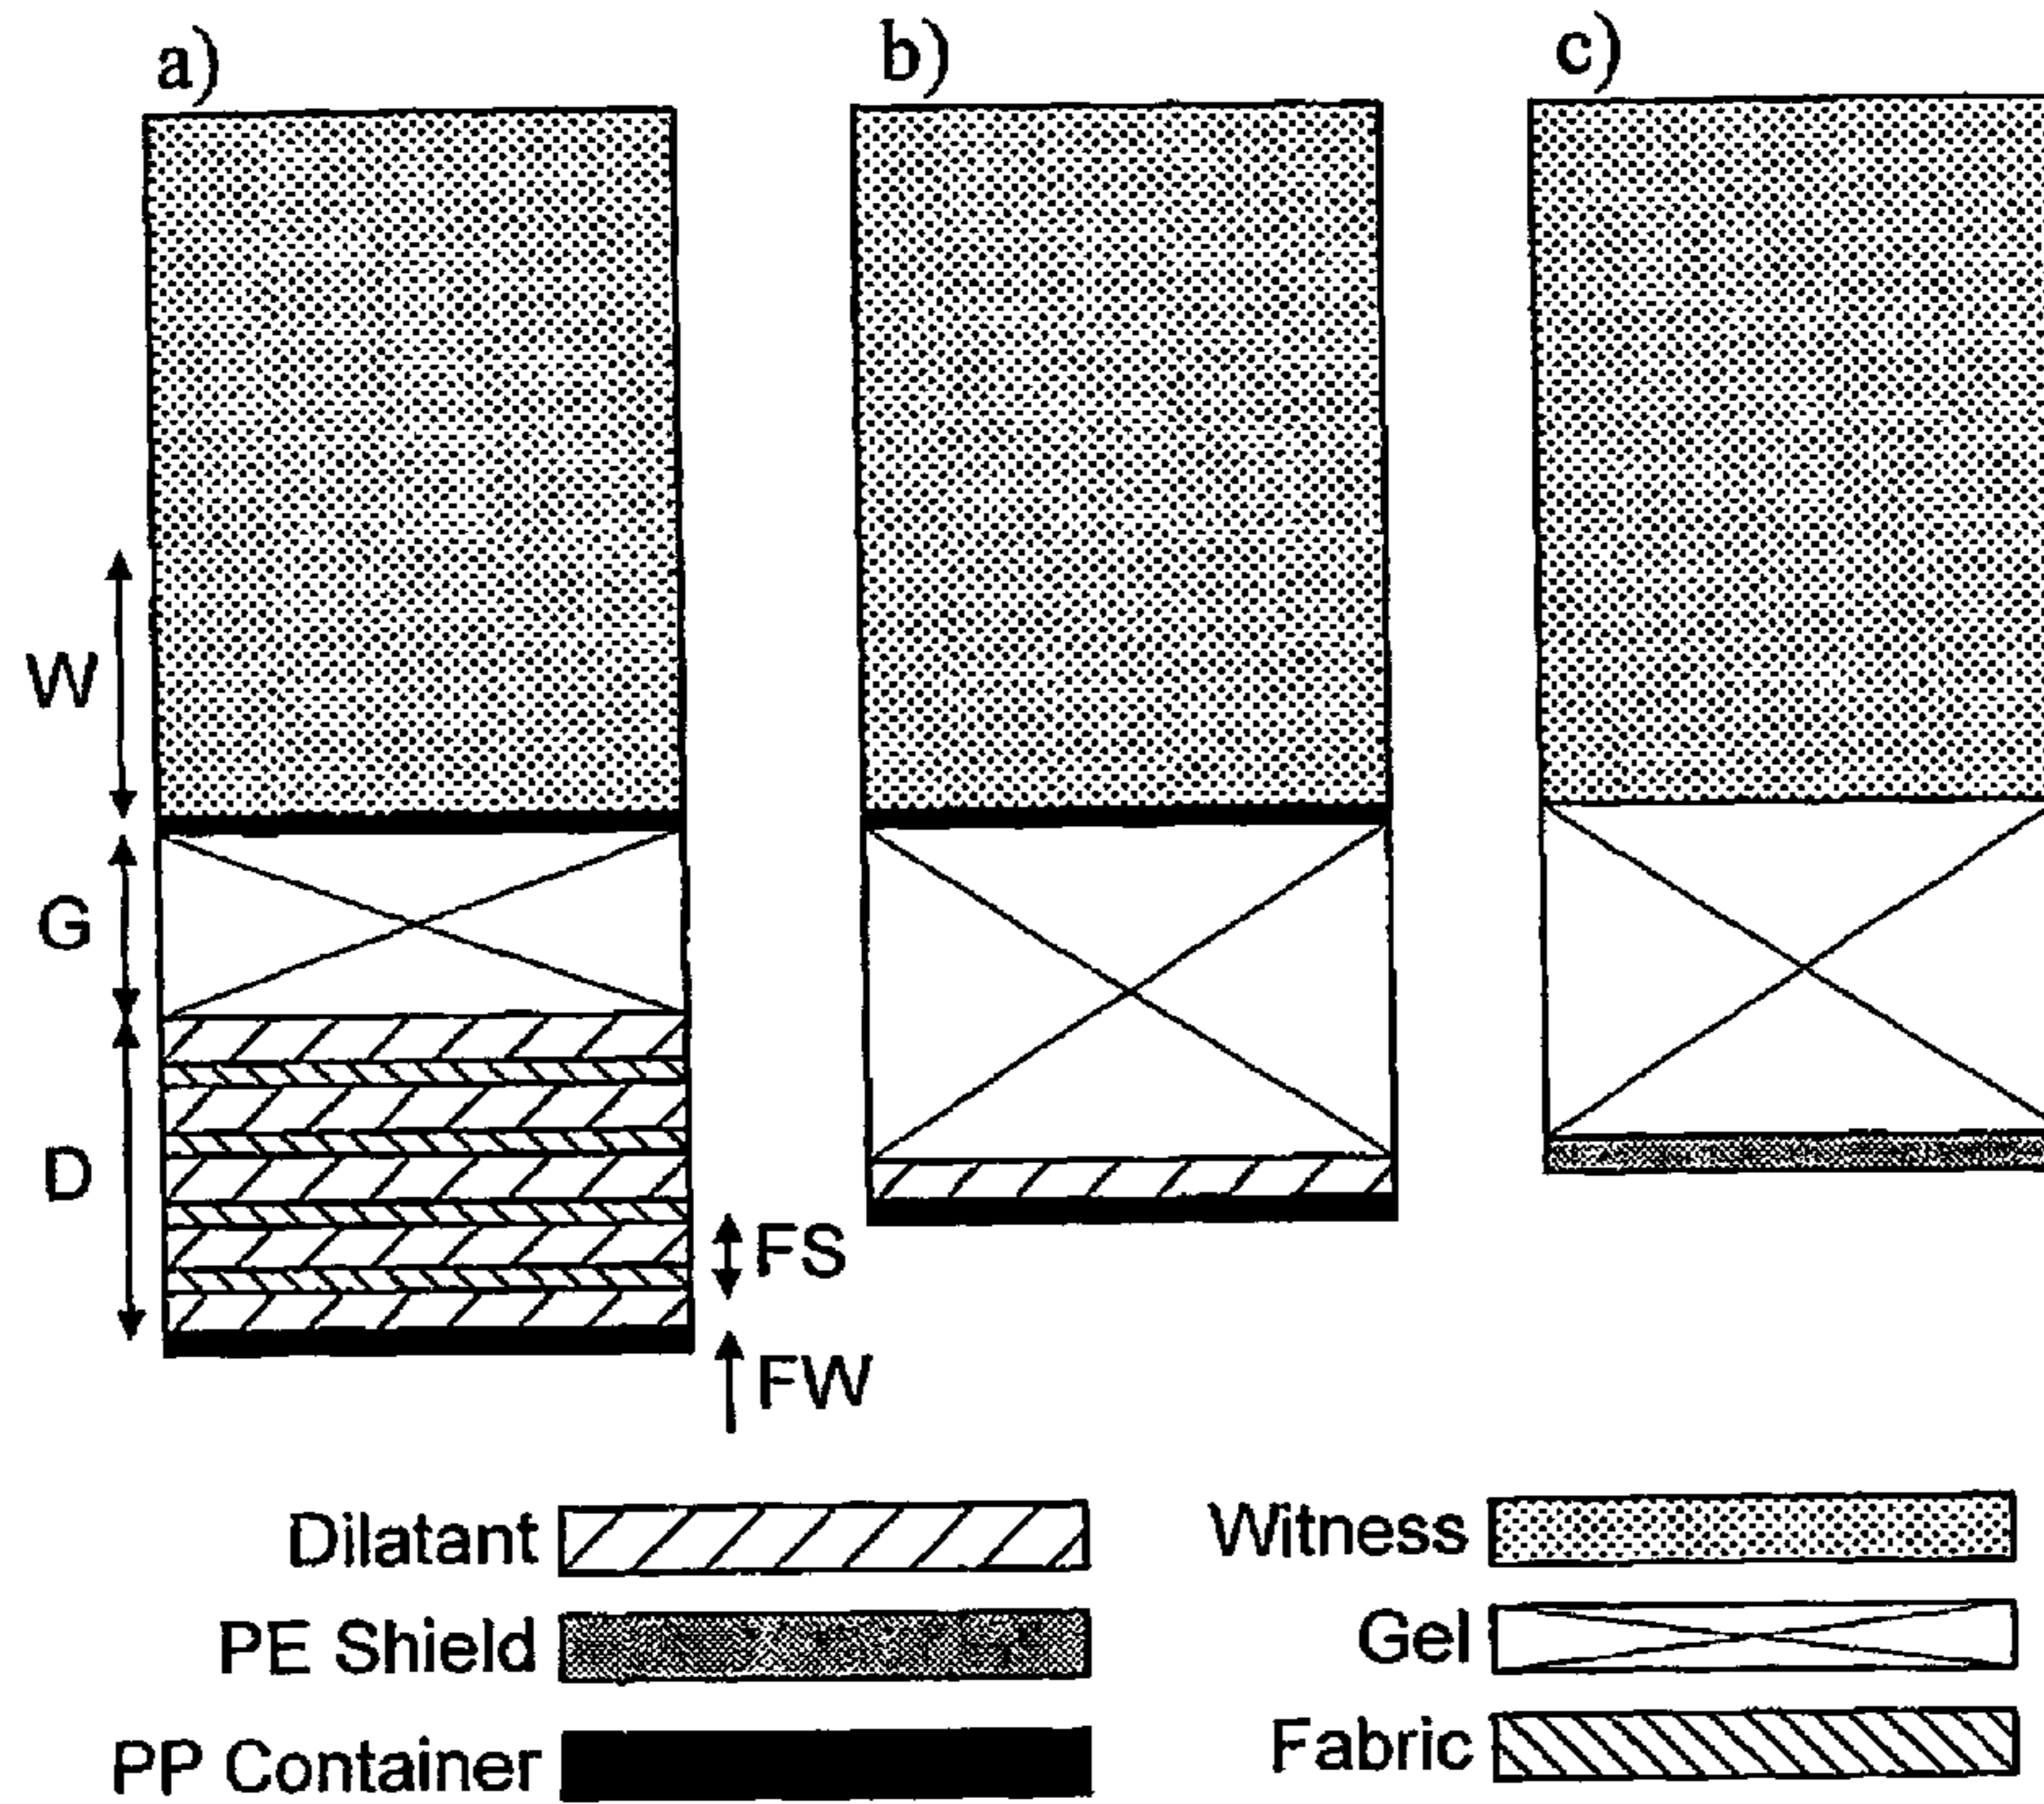 a)
b)
c)
W
G
D
FS
FW
Dilatant
Witness
PE Shield
Gel
PP Container
Fabric